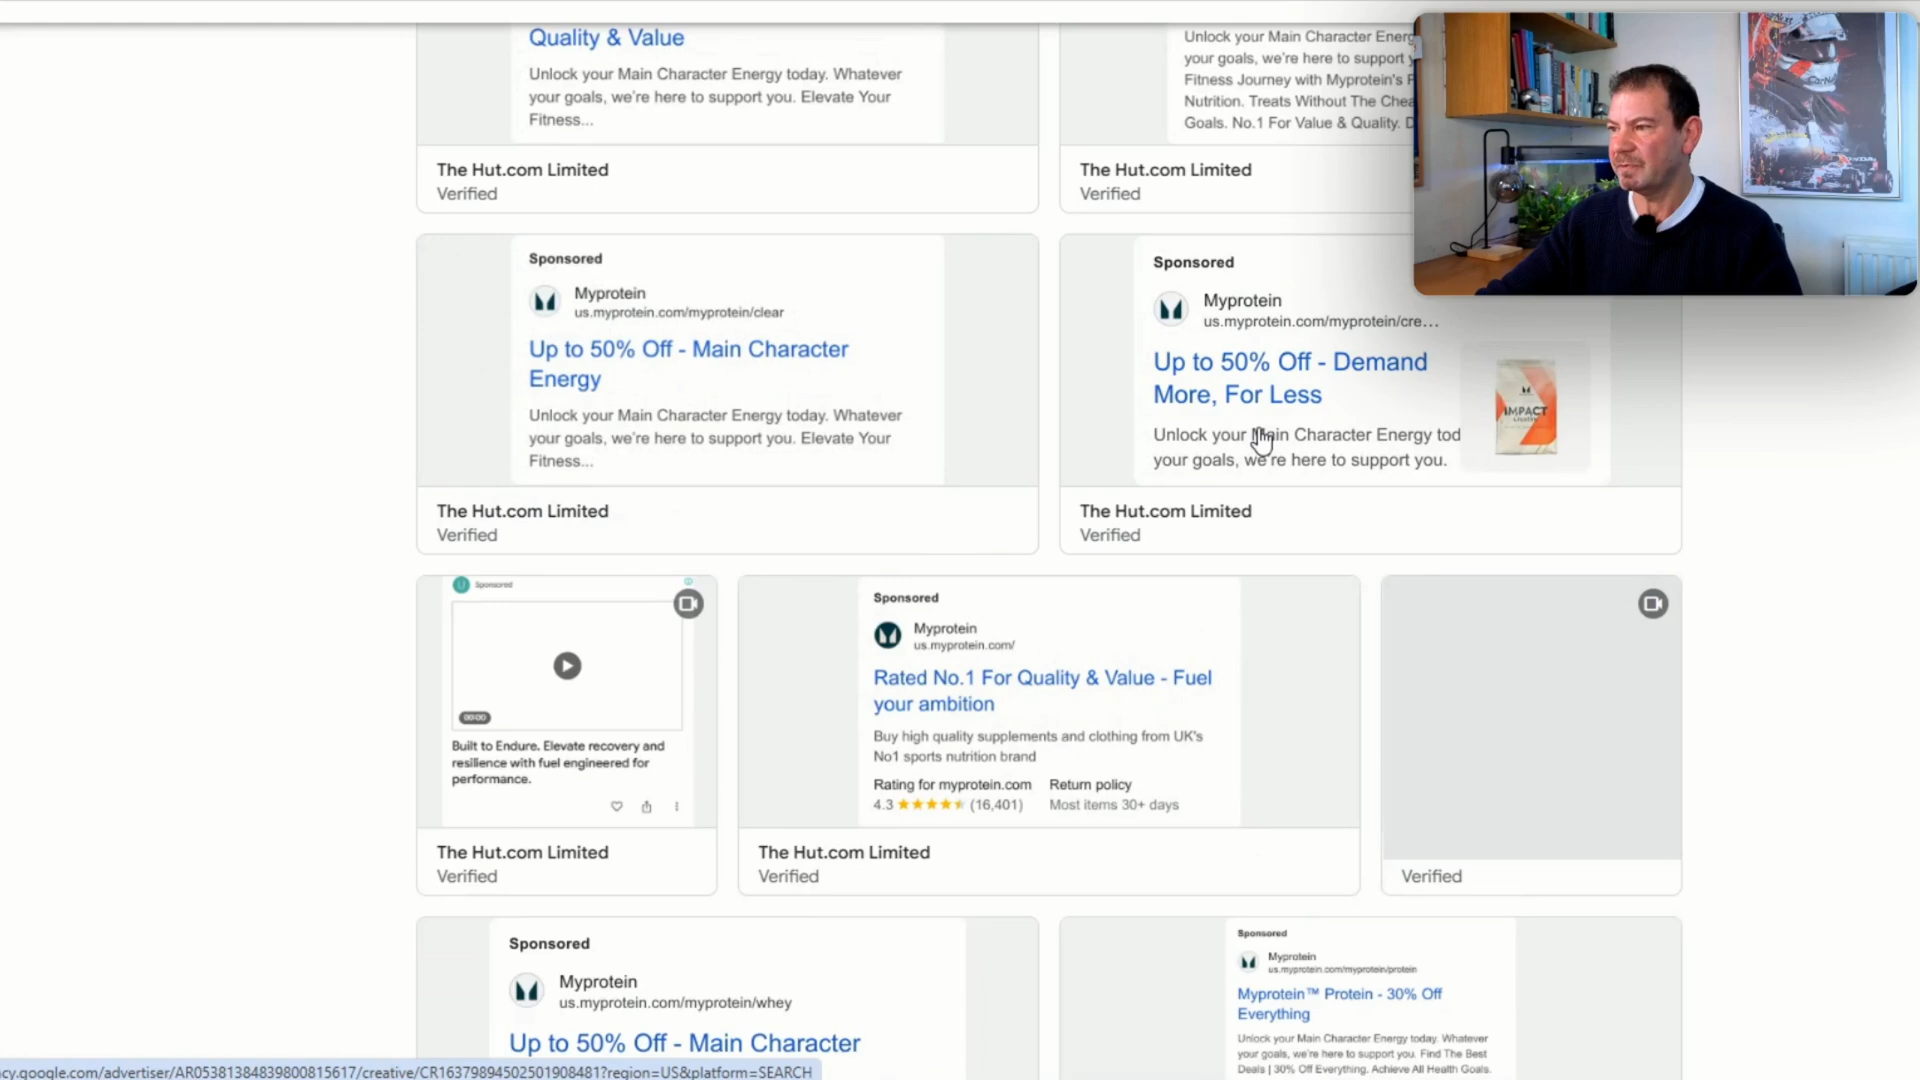 Quality & Value
Unlock your Main Character Energy today. Whatever
your goals, we're here to support you. Elevate Your
Fitness...
The Hut.com Limited
Verified
Unlock your Main Character Energ
your goals, we're here to support
Fitness Journey with Myprotein's
Nutrition. Treats Without The
Goals. No.1 For Value & Quality.
The Hut.com Limited
Verified
Sponsored
Myprotein
us.myprotein.com/myprotein/clear
Up to 50% Off - Main Character
Energy
Unlock your Main Character Energy today. Whatever
your goals, we're here to support you. Elevate Your
Fitness...
The Hut.com Limited
Verified
Sponsored
Myprotein
us.myprotein.com/myprotein/cre...
Up to 50% Off - Demand
More, For Less
Unlock your Main Character Energy tod
your goals, we're here to support you.
IMPACT
The Hut.com Limited
Verified
Sponsored
00:00
Built to Endure. Elevate recovery and
resilience with fuel engineered for
performance.
The Hut.com Limited
Verified
Sponsored
Myprotein
us.myprotein.com/
Rated No.1 For Quality & Value - Fuel
your ambition
Buy high quality supplements and clothing from UK's
No1 sports nutrition brand
Rating for myprotein.com Return policy
4.3 ★★★★★ (16,401) Most items 30+ days
The Hut.com Limited
Verified
Verified
Sponsored
Myprotein
us.myprotein.com/myprotein/whey
Up to 50% Off - Main Character
Sponsored
Myprotein
us.myprotein.com/myprotein/protein
Myprotein™ Protein - 30% Off
Everything
Unlock your Main Character Energy today. Whatever
your goals, we're here to support you. Find The Best
Deals | 30% Off Everything. Achieve All Health Goals.
cy.google.com/advertiser/AR05381384839800815617/creative/CR16379894502501908481?region=US&platform=SEARCH